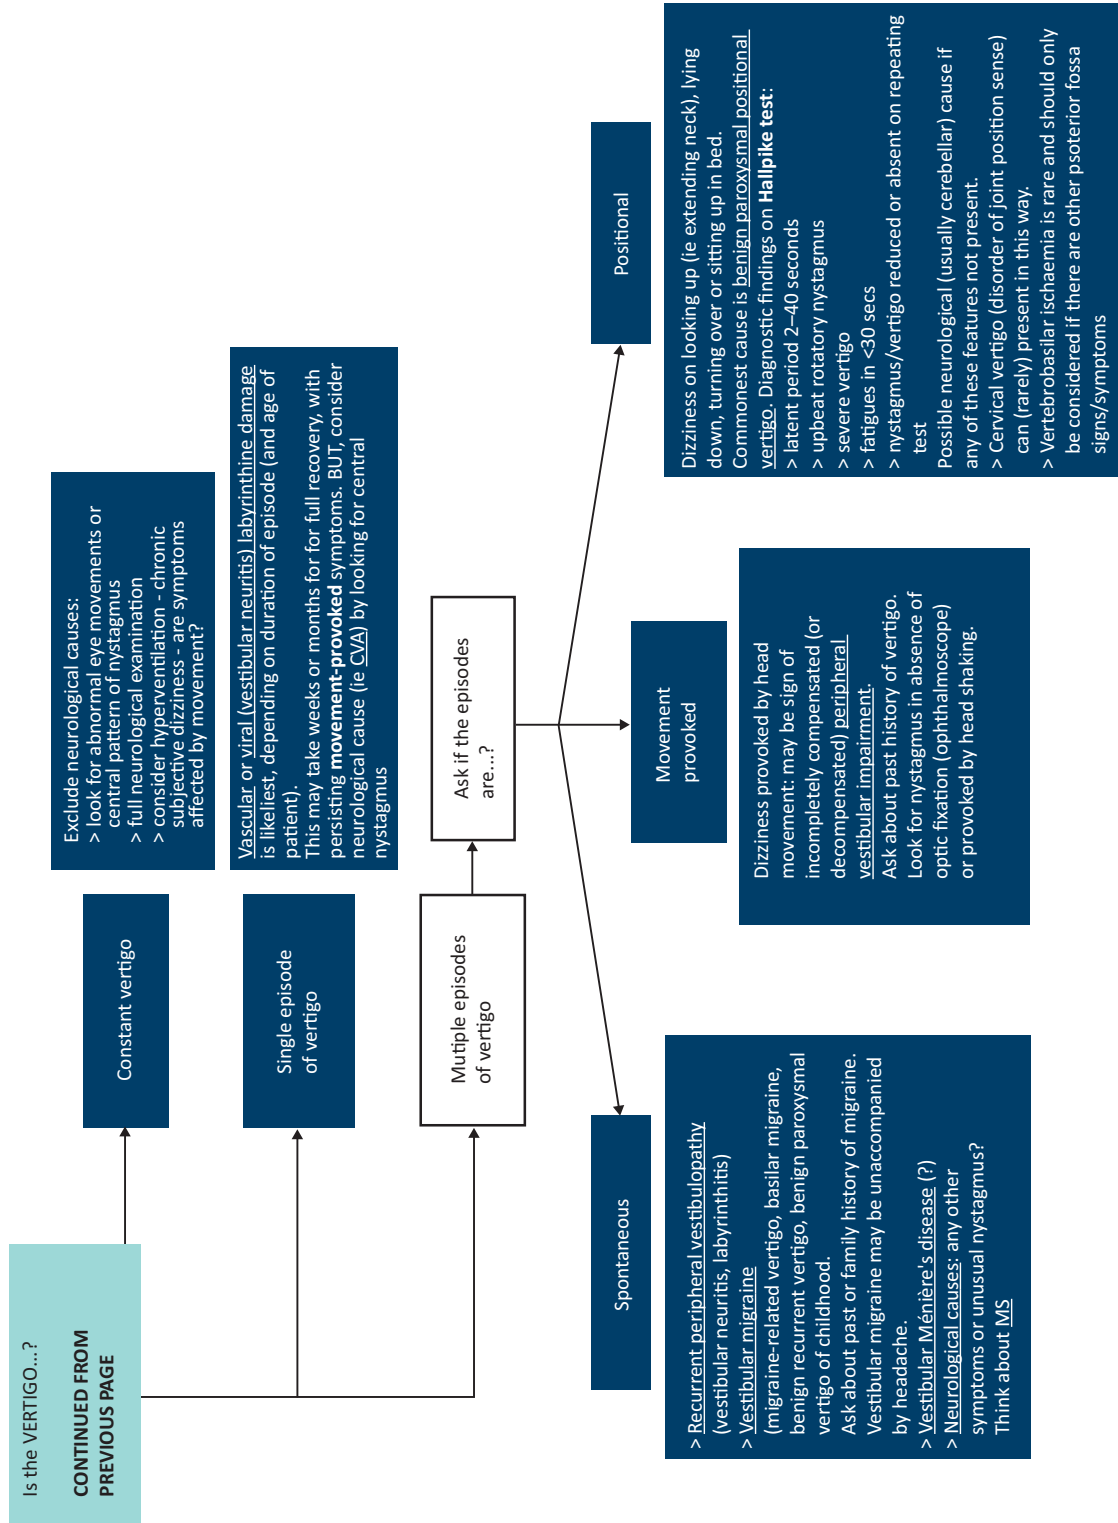 Is the VERTIGO...?
CONTINUED FROM
PREVIOUS PAGE
Constant vertigo
Exclude neurological causes:
> look for abnormal eye movements or
central pattern of nystagmus
> full neurological examination
> consider hyperventilation - chronic
subjective dizziness - are symptoms
affected by movement?
Single episode
of vertigo
Vascular or viral (vestibular neuritis) labyrinthine damage
is likeliest, depending on duration of episode (and age of
patient).
This may take weeks or months for full recovery, with
persisting movement-provoked symptoms. BUT, consider
neurological cause (ie CVA) by looking for central
nystagmus
Mutiple episodes
of vertigo
Ask if the episodes
are...?
Spontaneous
> Recurrent peripheral vestibulopathy
(vestibular neuritis, labyrinthitis)
> Vestibular migraine
(migraine-related vertigo, basilar migraine,
benign recurrent vertigo, benign paroxysmal
vertigo of childhood.
Ask about past or family history of migraine.
Vestibular migraine may be unaccompanied
by headache.
> Vestibular Ménière's disease (?)
> Neurological causes: any other
symptoms or unusual nystagmus?
Think about MS
Movement
provoked
Dizziness provoked by head
movement: may be sign of
incompletely compensated (or
decompensated) peripheral
vestibular impairment.
Ask about past history of vertigo.
Look for nystagmus in absence of
optic fixation (ophthalmoscope)
or provoked by head shaking.
Positional
Dizziness on looking up (ie extending neck), lying
down, turning over or sitting up in bed.
Commonest cause is benign paroxysmal positional
vertigo. Diagnostic findings on Hallpike test:
> latent period 2–40 seconds
> upbeat rotatory nystagmus
> severe vertigo
> fatigues in <30 secs
> nystagmus/vertigo reduced or absent on repeating
test
Possible neurological (usually cerebellar) cause if
any of these features not present.
> Cervical vertigo (disorder of joint position sense)
can (rarely) present in this way.
> Vertebrobasilar ischaemia is rare and should only
be considered if there are other psoterior fossa
signs/symptoms